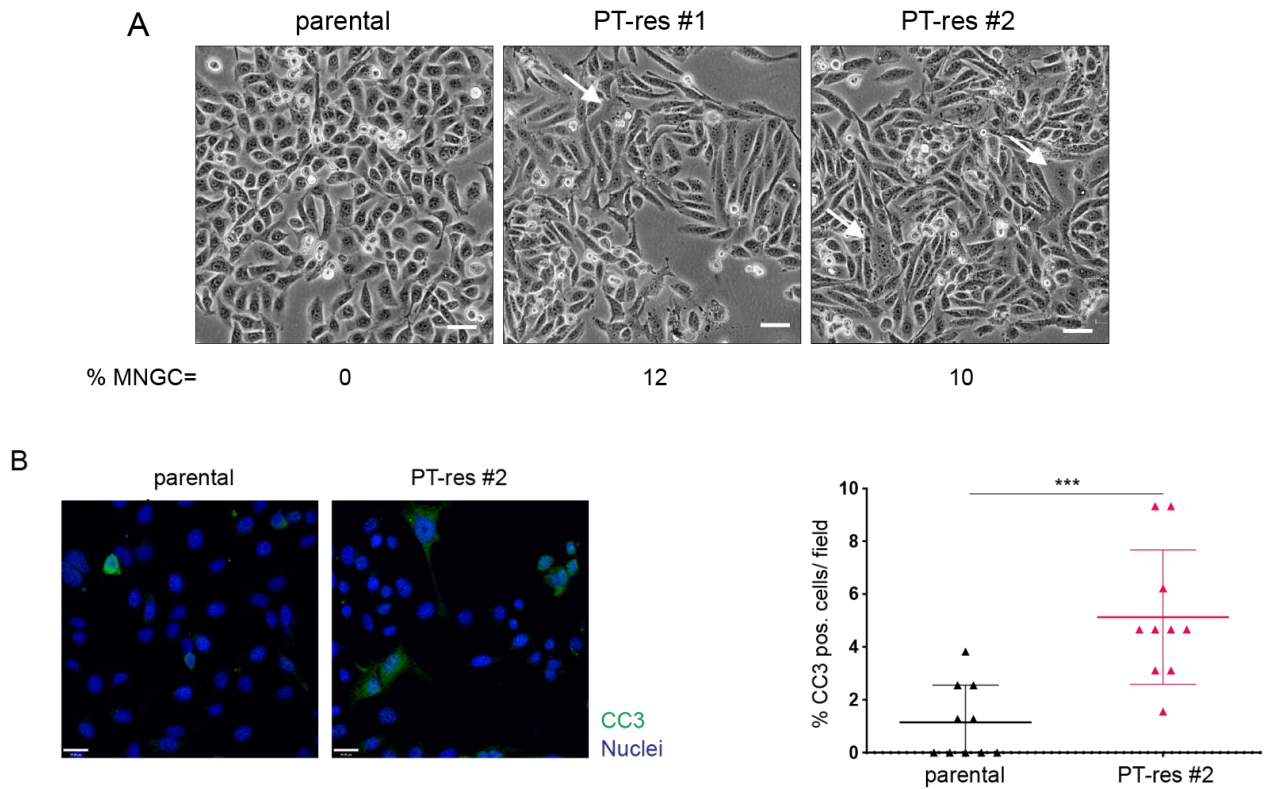 A
parental
PT-res #1
PT-res #2
% MNGC=
0
12
10
B
parental
PT-res #2
CC3
Nuclei
***
% CC3 pos. cells/ field
10
8
6
4
2
0
parental
PT-res #2